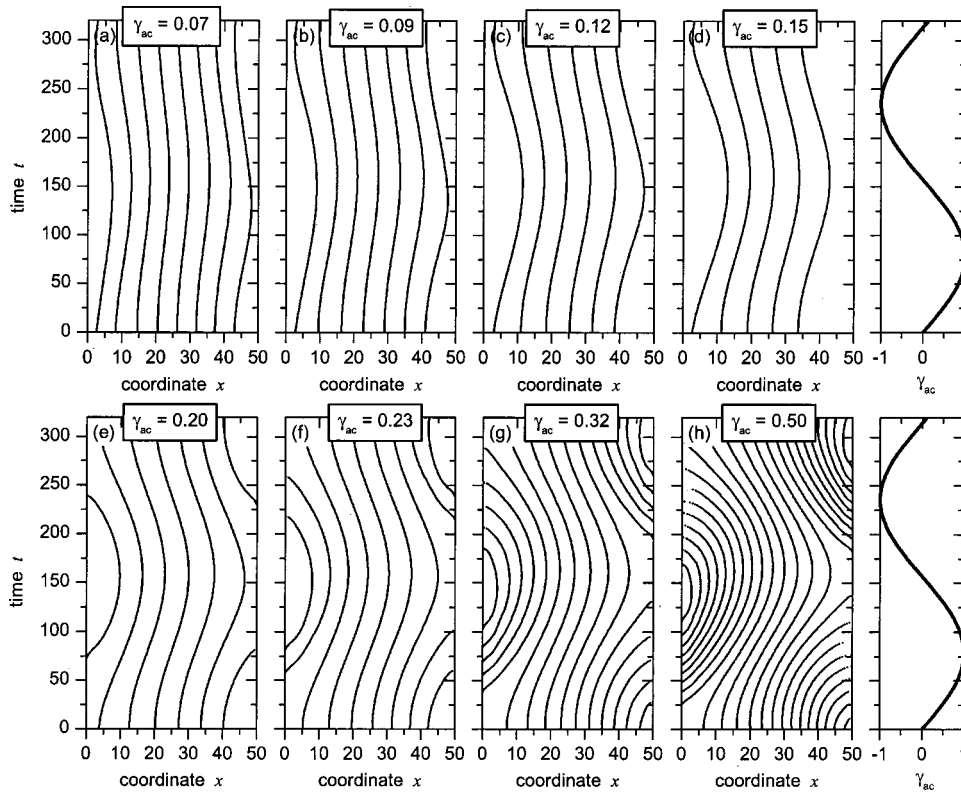 (a) γac = 0.07
(b) γac = 0.09
(c) γac = 0.12
(d) γac = 0.15
300
250
200
150
100
50
0
time t
0 10 20 30 40 50
0 10 20 30 40 50
0 10 20 30 40 50
0 10 20 30 40 50
-1 0
coordinate x
coordinate x
coordinate x
coordinate x
γac
(e) γac = 0.20
(f) γac = 0.23
(g) γac = 0.32
(h) γac = 0.50
300
250
200
150
100
50
0
time t
0 10 20 30 40 50
0 10 20 30 40 50
0 10 20 30 40 50
0 10 20 30 40 50
-1 0
coordinate x
coordinate x
coordinate x
coordinate x
γac